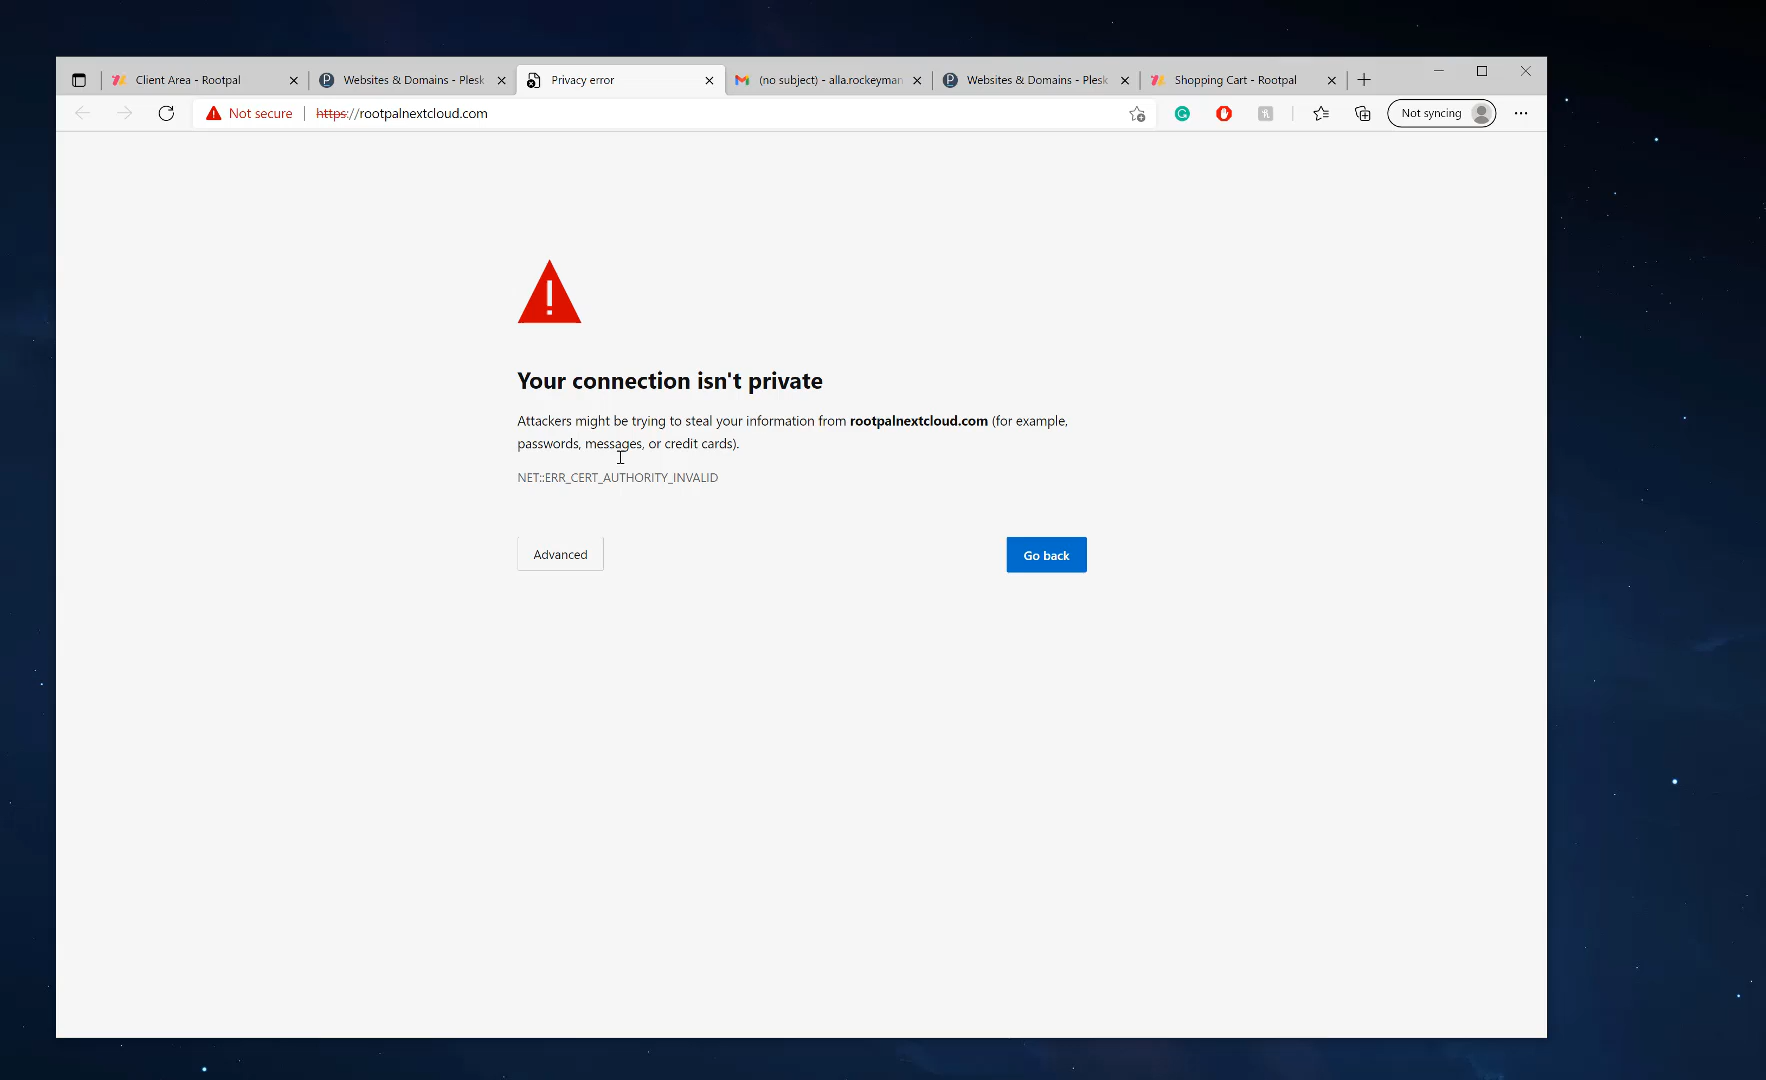 Client Area - Rootpal
Websites & Domains - Plesk
Privacy error
(no subject) - alla.rockeyman
Websites & Domains - Plesk
Shopping Cart - Rootpal
Not secure
https://rootpalnextcloud.com
Not syncing
Your connection isn't private
Attackers might be trying to steal your information from rootpalnextcloud.com (for example,
passwords, messages, or credit cards).
NET::ERR_CERT_AUTHORITY_INVALID
Advanced
Go back